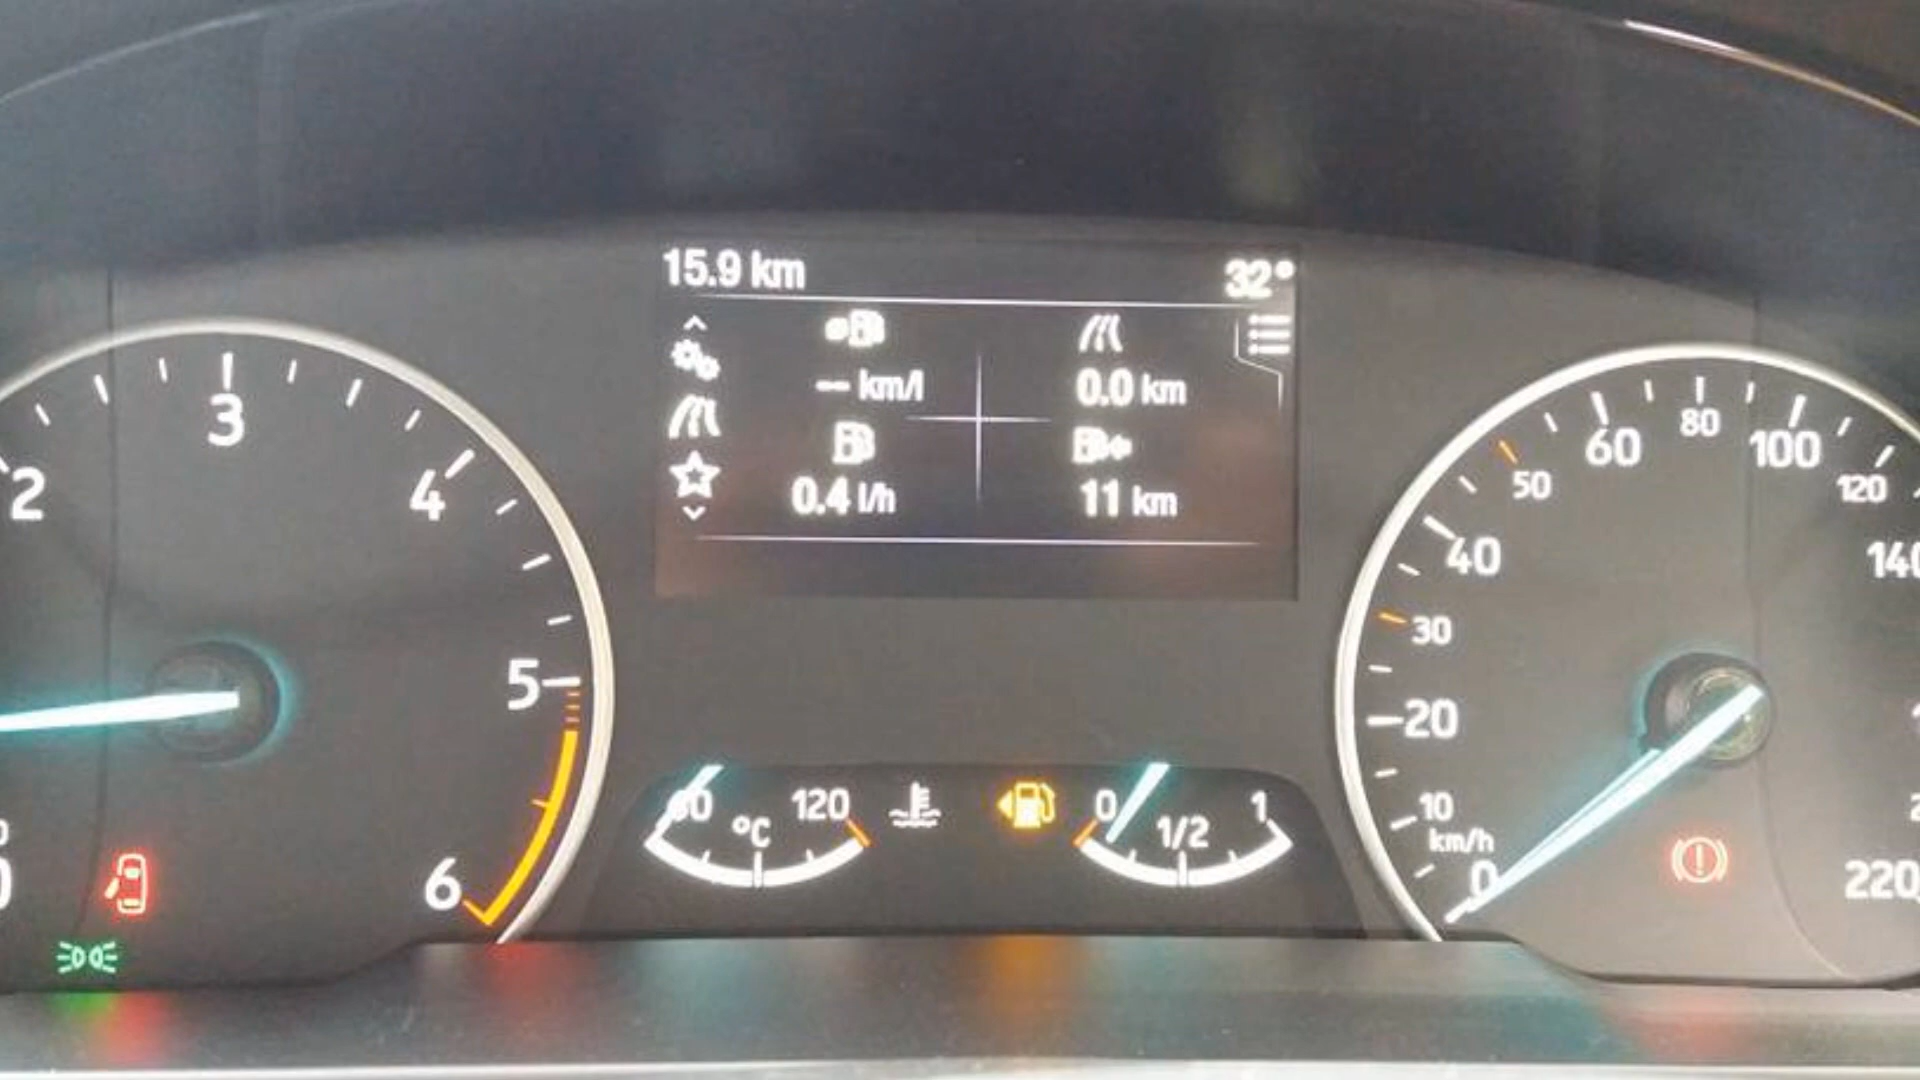 15.9 km 32°
-- km/l 0.0 km
0.4 l/h 11 km
2 3 4 5 6
0
20 30 40 50 60 80 100 120 140
10
km/h
0
220
60 °C 120
0 1/2 1